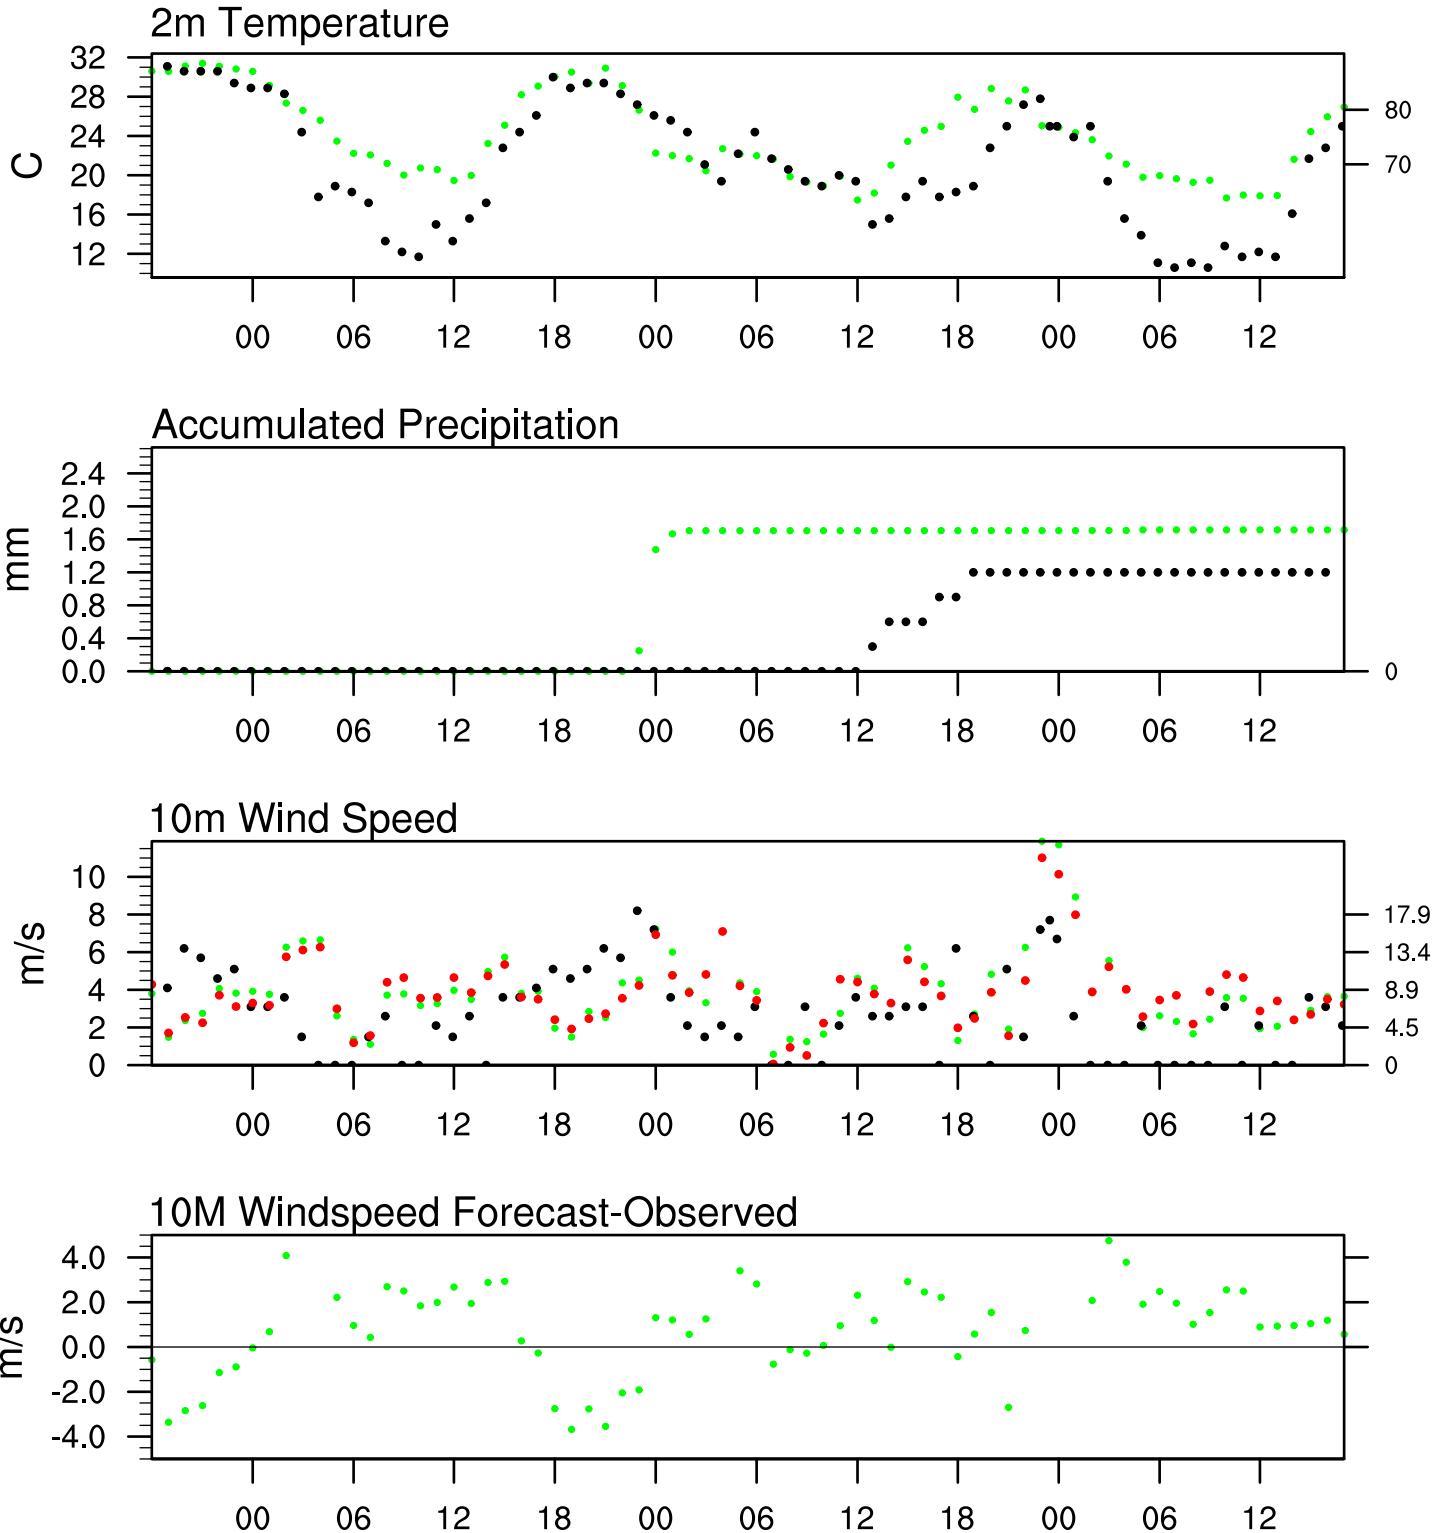 2m Temperature
32
28
24
20
16
12
C
80
70
00 06 12 18 00 06 12 18 00 06 12
Accumulated Precipitation
2.4
2.0
1.6
1.2
0.8
0.4
0.0
mm
0
00 06 12 18 00 06 12 18 00 06 12
10m Wind Speed
10
8
6
4
2
0
m/s
17.9
13.4
8.9
4.5
0
00 06 12 18 00 06 12 18 00 06 12
10M Windspeed Forecast-Observed
4.0
2.0
0.0
-2.0
-4.0
m/s
00 06 12 18 00 06 12 18 00 06 12